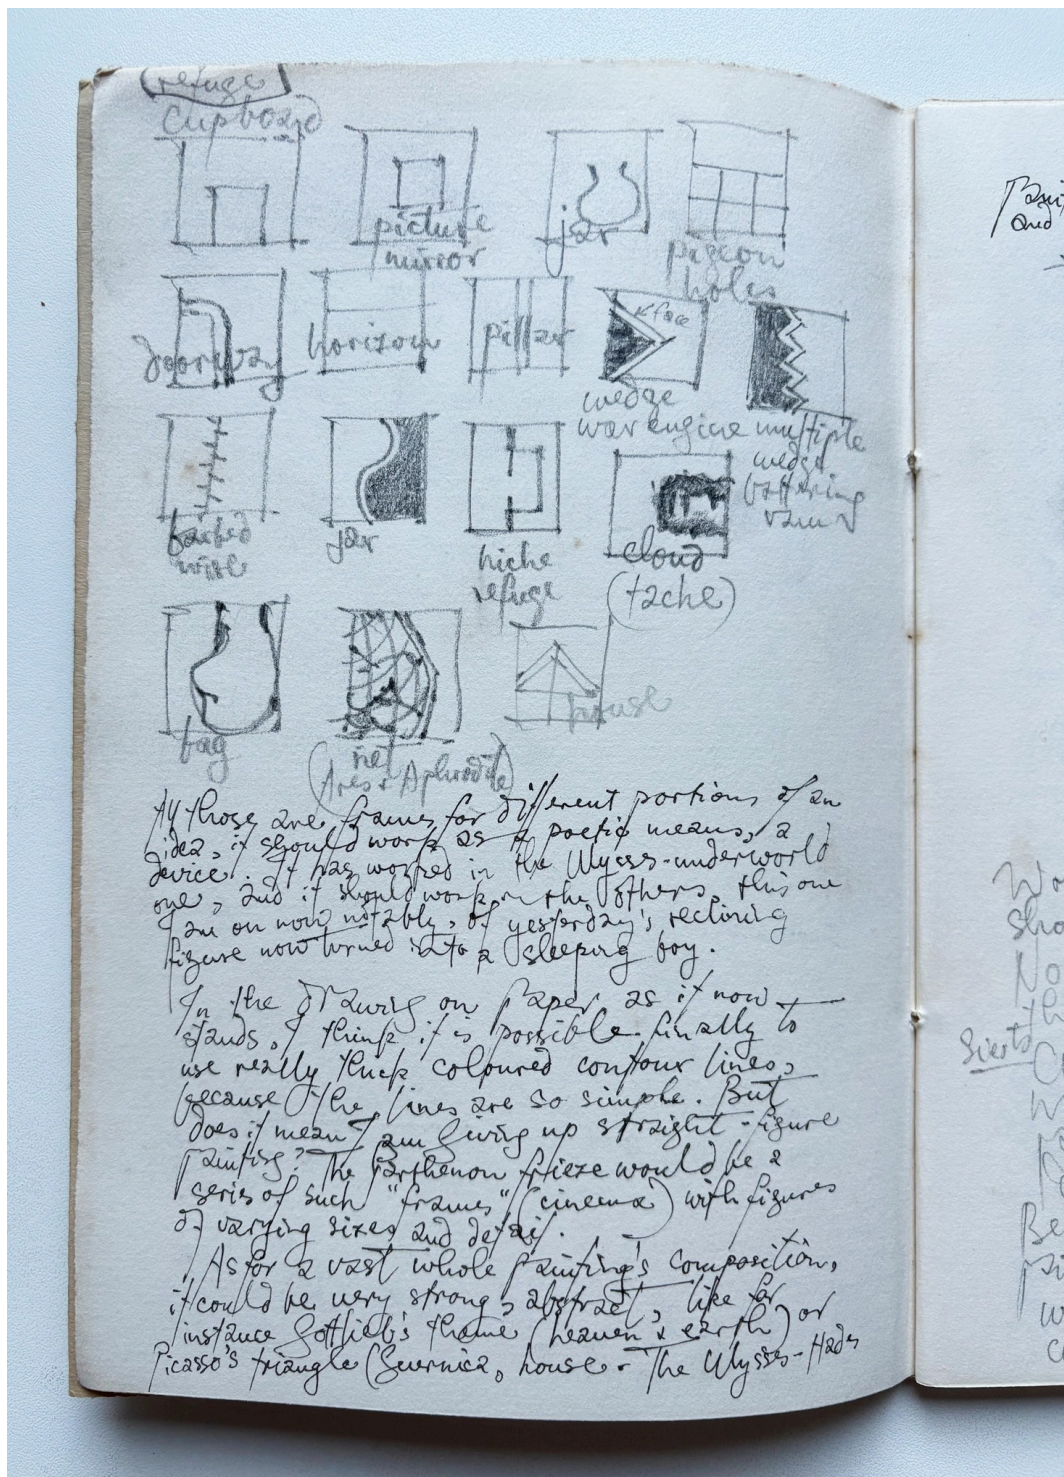 refuge
cupboard
picture
mirror
jar
pigeon
holes
doorway
horizon
pillar
face
wedge
war engine
multiple
wedge
battering
ram
barbed
wire
jar
niche
refuge
cloud
(tache)
bag
net
(Ares & Aphrodite)
house
All those are frames for different portions of an
idea, it should work as a poetic means, a
device. It has worked in the Ulysses-underworld
one, and it should work in the others, this one
I am on now notably, of yesterday's reclining
figure now turned into a sleeping boy.
In the drawing on paper, as it now
stands, I think it is possible finally to
use really thick coloured contour lines,
because the lines are so simple. But
does it mean I am giving up straight-figure
painting? The Parthenon frieze would be a
series of such "frames" (cinema) with figures
of varying sizes and detail.
As for a vast whole painting's composition,
it could be very strong, abstract, like for
instance Gottlieb's theme (heaven & earth) or
Picasso's triangle (Guernica, house. The Ulysses-Hades
and
Siesta